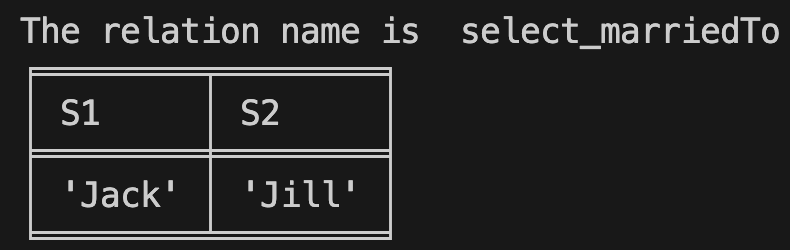 The relation name is  select_marriedTo
S1 S2
'Jack' 'Jill'